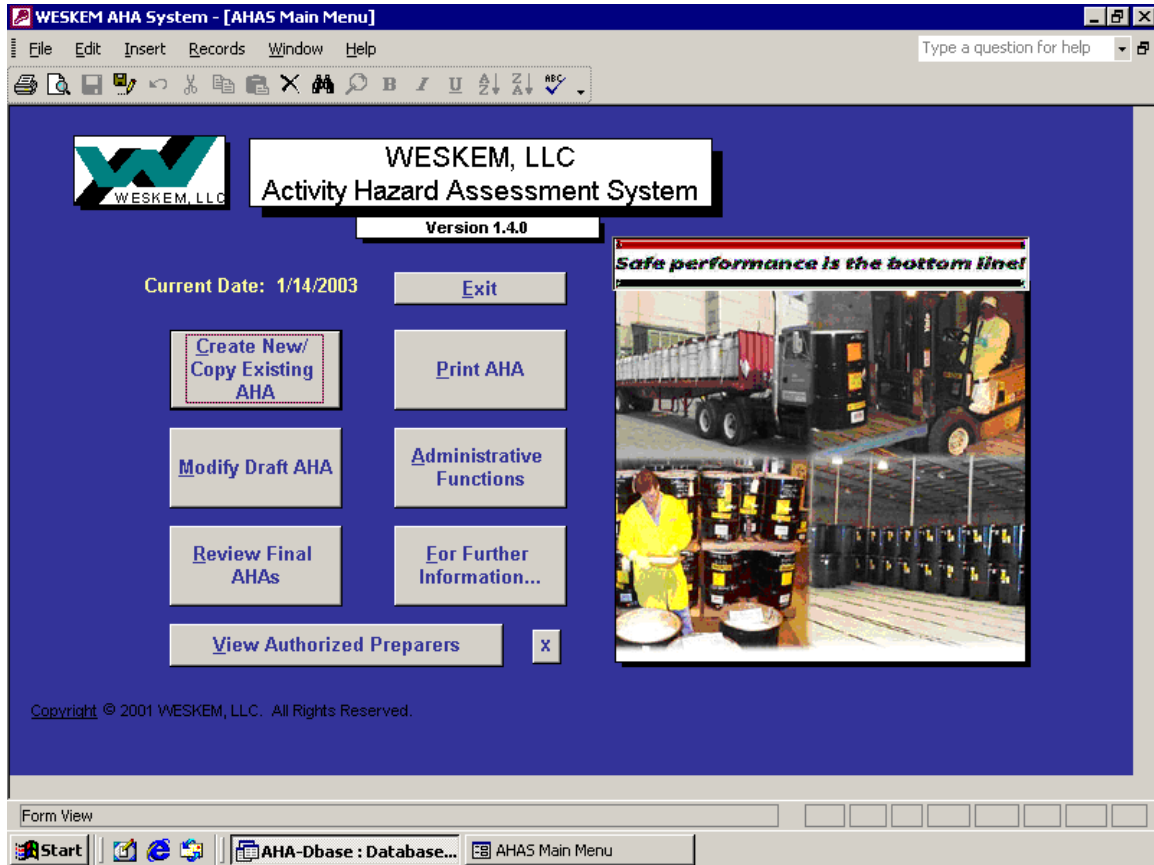 WESKEM AHA System - [AHAS Main Menu]
File Edit Insert Records Window Help
Type a question for help
B I U A Z Z A ABC
WESKEM, LLC
WESKEM, LLC
Activity Hazard Assessment System
Version 1.4.0
Safe performance is the bottom line!
Current Date: 1/14/2003
Exit
Create New/
Copy Existing
AHA
Print AHA
Modify Draft AHA
Administrative
Functions
Review Final
AHAs
For Further
Information...
View Authorized Preparers
x
Copyright © 2001 WESKEM, LLC. All Rights Reserved.
Form View
Start
AHA-Dbase : Database...
AHAS Main Menu